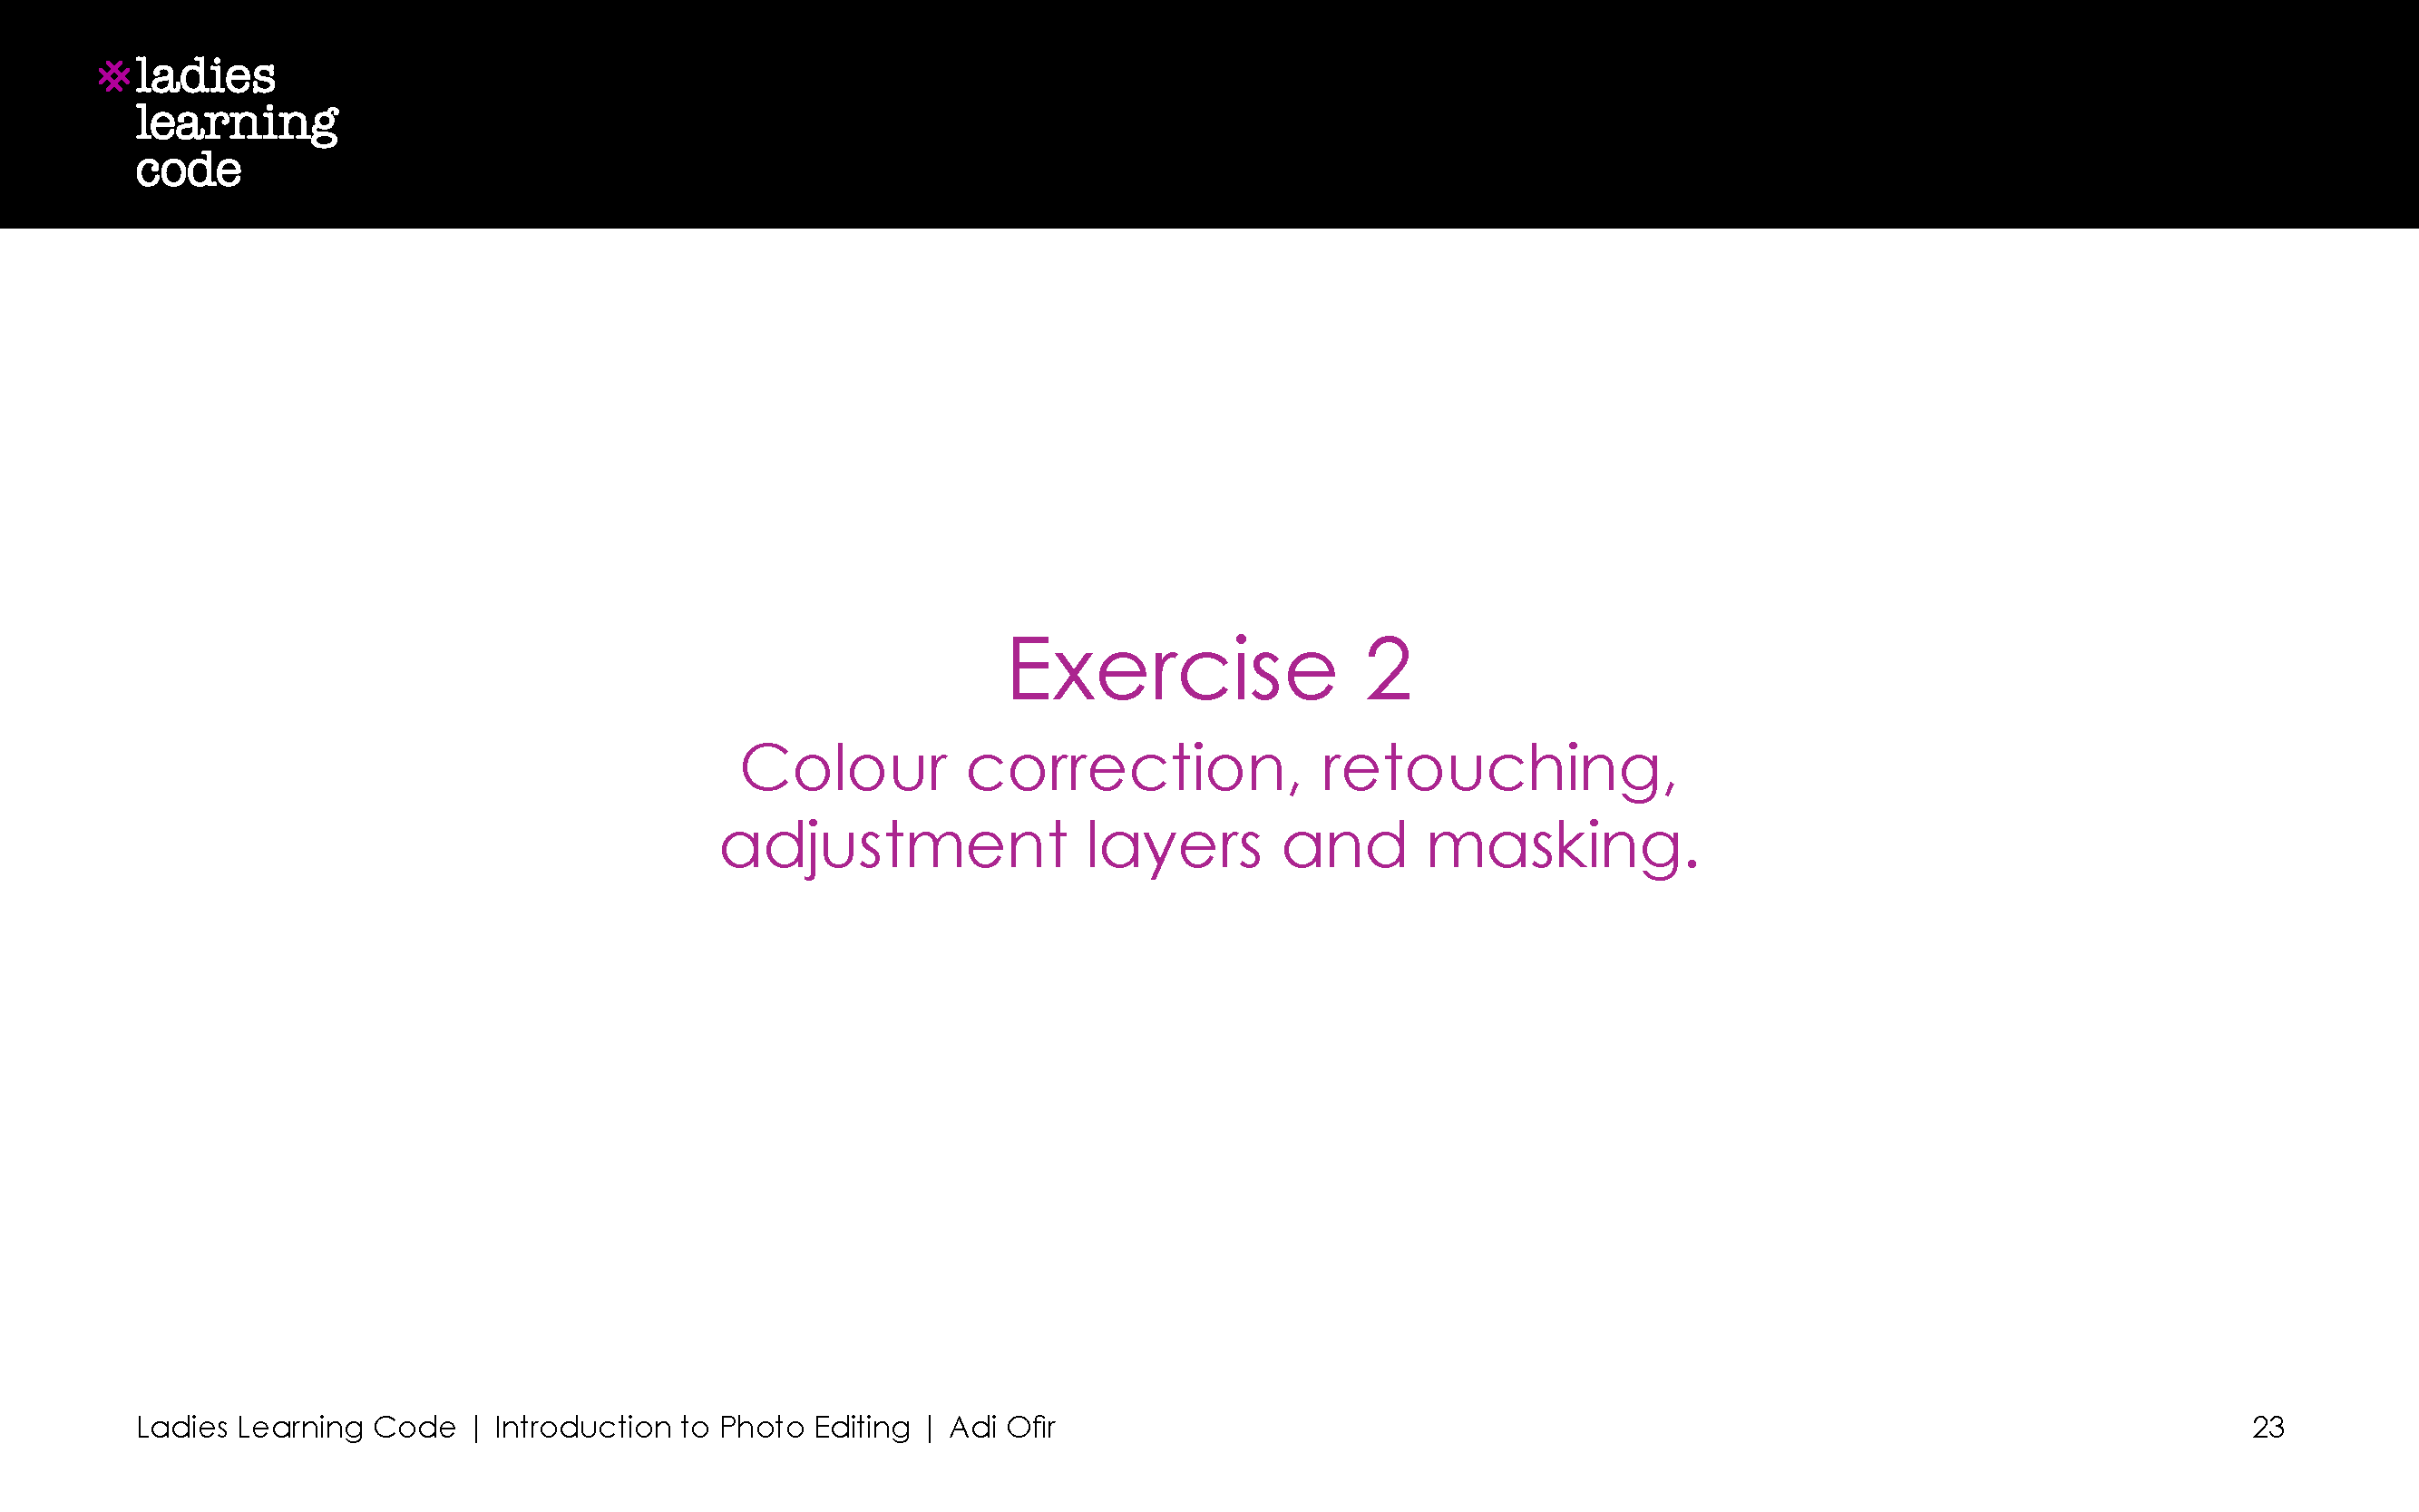 ladies
learning
code
Exercise 2
Colour correction, retouching,
adjustment layers and masking.
Ladies Learning Code | Introduction to Photo Editing | Adi Ofir
23